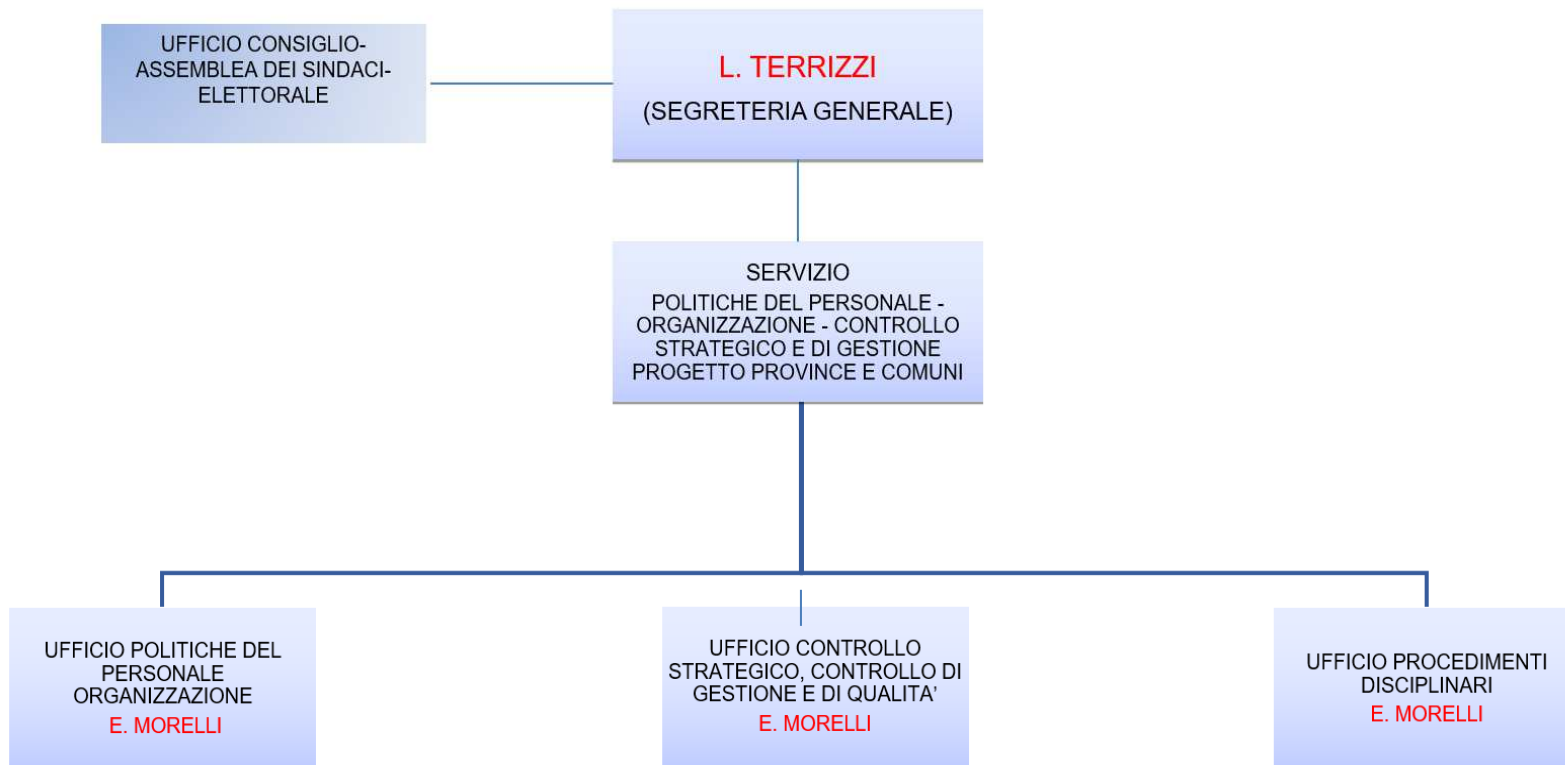 UFFICIO CONSIGLIO-
ASSEMBLEA DEI SINDACI-
ELETTORALE
L. TERRIZZI
(SEGRETERIA GENERALE)
SERVIZIO
POLITICHE DEL PERSONALE -
ORGANIZZAZIONE - CONTROLLO
STRATEGICO E DI GESTIONE
PROGETTO PROVINCE E COMUNI
UFFICIO POLITICHE DEL
PERSONALE
ORGANIZZAZIONE
E. MORELLI
UFFICIO CONTROLLO
STRATEGICO, CONTROLLO DI
GESTIONE E DI QUALITA’
E. MORELLI
UFFICIO PROCEDIMENTI
DISCIPLINARI
E. MORELLI